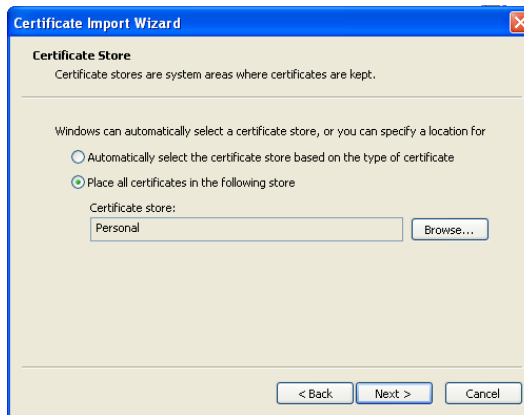 Certificate Import Wizard
Certificate Store
Certificate stores are system areas where certificates are kept.
Windows can automatically select a certificate store, or you can specify a location for
Automatically select the certificate store based on the type of certificate
Place all certificates in the following store
Certificate store:
Personal
Browse...
< Back
Next >
Cancel